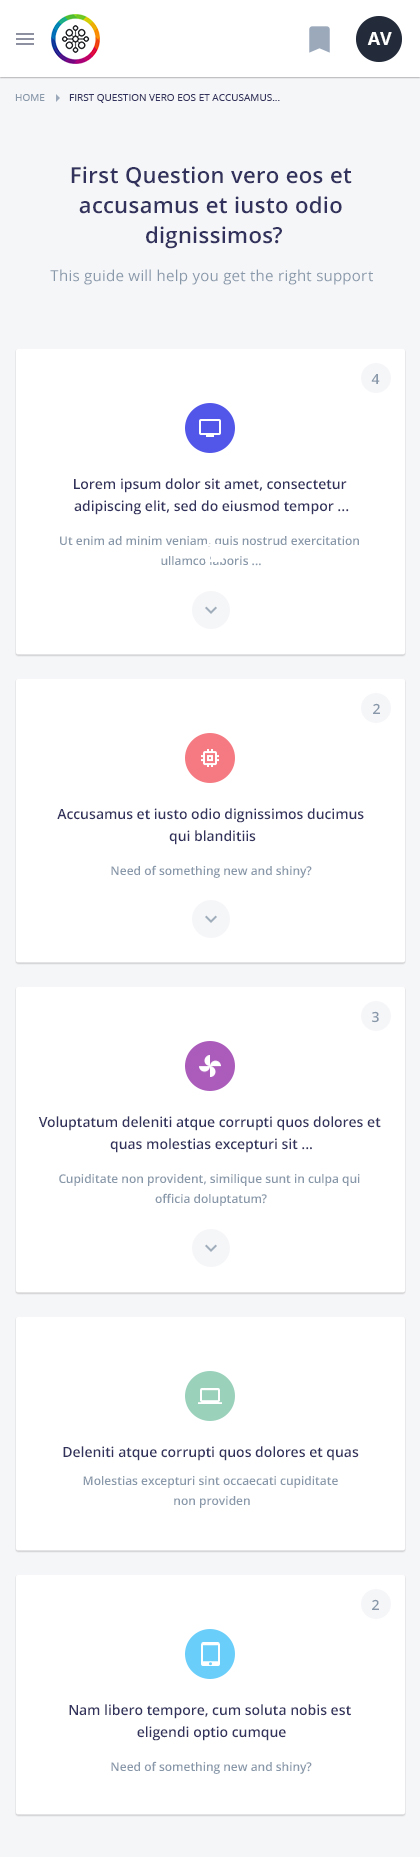 AV
HOME
FIRST QUESTION VERO EOS ET ACCUSAMUS...
First Question vero eos et
accusamus et iusto odio
dignissimos?
This guide will help you get the right support
4
Lorem ipsum dolor sit amet, consectetur
adipiscing elit, sed do eiusmod tempor ...
Ut enim ad minim veniam, quis nostrud exercitation
ullamco laboris ...
2
Accusamus et iusto odio dignissimos ducimus
qui blanditiis
Need of something new and shiny?
3
Voluptatum deleniti atque corrupti quos dolores et
quas molestias excepturi sit ...
Cupiditate non provident, similique sunt in culpa qui
officia doluptatum?
Deleniti atque corrupti quos dolores et quas
Molestias excepturi sint occaecati cupiditate
non providen
2
Nam libero tempore, cum soluta nobis est
eligendi optio cumque
Need of something new and shiny?